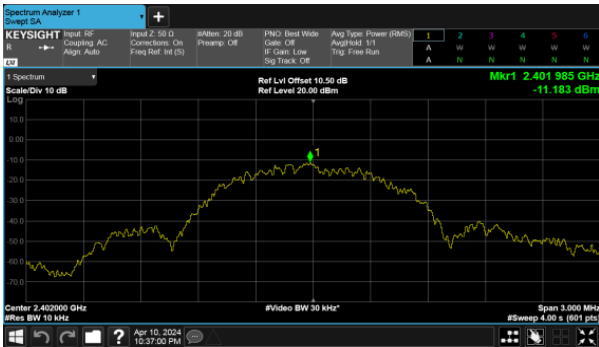 Spectrum Analyzer 1
Swept SA
+
KEYSIGHT Input: RF Input Z: 50 Ω #Atten: 20 dB PNO: Best Wide Avg Type: Power (RMS) 1 2 3 4 5 6
R Coupling: AC Corrections: On Preamp: Off Gate: Off Avg|Hold: 1/1 A W W W W W
Align: Auto Freq Ref: Int (S) IF Gain: Low Trig: Free Run A N N N N N
LXI Sig Track: Off
1 Spectrum Ref Lvl Offset 10.50 dB Mkr1 2.401 985 GHz
Scale/Div 10 dB Ref Level 20.00 dBm -11.183 dBm
Log
10.0
0.00
-10.0
1
-20.0
-30.0
-40.0
-50.0
-60.0
-70.0
Center 2.402000 GHz #Video BW 30 kHz* Span 3.000 MHz
#Res BW 10 kHz #Sweep 4.00 s (601 pts)
? Apr 10, 2024
10:37:00 PM